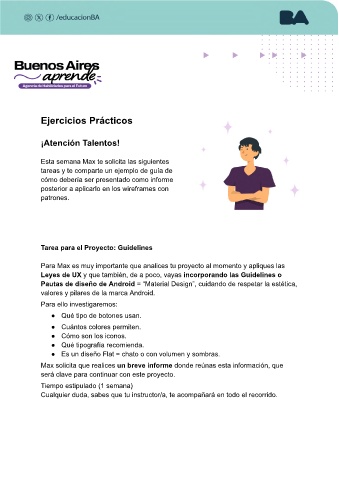 /educacionBA
BA
Buenos Aires
aprende
Agencia de Habilidades para el Futuro
Ejercicios Prácticos
¡Atención Talentos!
Esta semana Max te solicita las siguientes
tareas y te comparte un ejemplo de guía de
cómo debería ser presentado como informe
posterior a aplicarlo en los wireframes con
patrones.
Tarea para el Proyecto: Guidelines
Para Max es muy importante que analices tu proyecto al momento y apliques las
Leyes de UX y que también, de a poco, vayas incorporando las Guidelines o
Pautas de diseño de Android = "Material Design", cuidando de respetar la estética,
valores y pilares de la marca Android.
Para ello investigaremos:
● Qué tipo de botones usan.
● Cuántos colores permiten.
● Cómo son los iconos.
● Qué tipografía recomienda.
● Es un diseño Flat = chato o con volumen y sombras.
Max solicita que realices un breve informe donde reúnas esta información, que
será clave para continuar con este proyecto.
Tiempo estipulado (1 semana)
Cualquier duda, sabes que tu instructor/a, te acompañará en todo el recorrido.